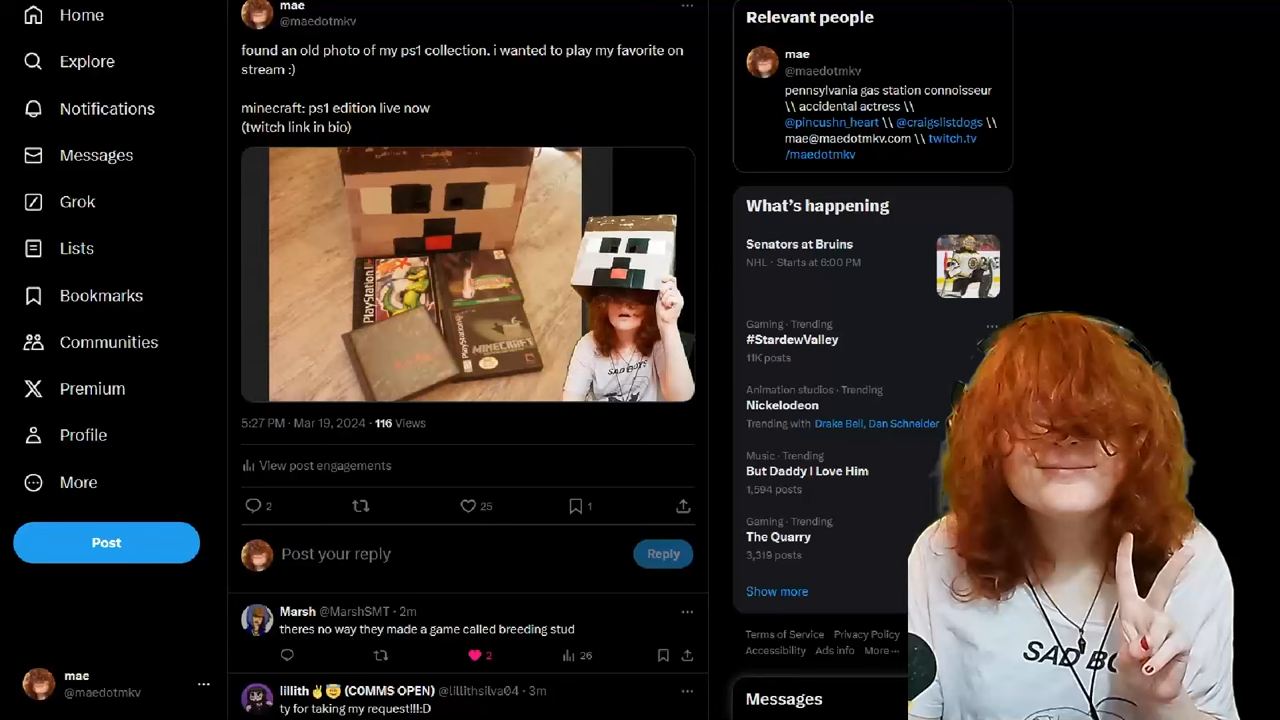 Home
Explore
Notifications
Messages
Grok
Lists
Bookmarks
Communities
Premium
Profile
More
Post
mae
@maedotmkv
mae
@maedotmkv
found an old photo of my ps1 collection. i wanted to play my favorite on
stream :)
minecraft: ps1 edition live now
(twitch link in bio)
PlayStation
PlayStation
MINECRAFT
SAD BOYS
5:27 PM · Mar 19, 2024 · 116 Views
View post engagements
2
25
1
Post your reply
Reply
Marsh @MarshSMT · 2m
theres no way they made a game called breeding stud
2
26
lillith✌️😇 (COMMS OPEN) @lillithsilva04 · 3m
ty for taking my request!!!:D
Relevant people
mae
@maedotmkv
pennsylvania gas station connoisseur
\\ accidental actress \\
@pincushn_heart \\ @craigslistdogs \\
mae@maedotmkv.com \\ twitch.tv
/maedotmkv
What's happening
Senators at Bruins
NHL · Starts at 6:00 PM
Gaming · Trending
#StardewValley
11K posts
Animation studios · Trending
Nickelodeon
Trending with Drake Bell, Dan Schneider
Music · Trending
But Daddy I Love Him
1,594 posts
Gaming · Trending
The Quarry
3,319 posts
Show more
Terms of Service Privacy Policy
Accessibility Ads info More
Messages
SAD BO